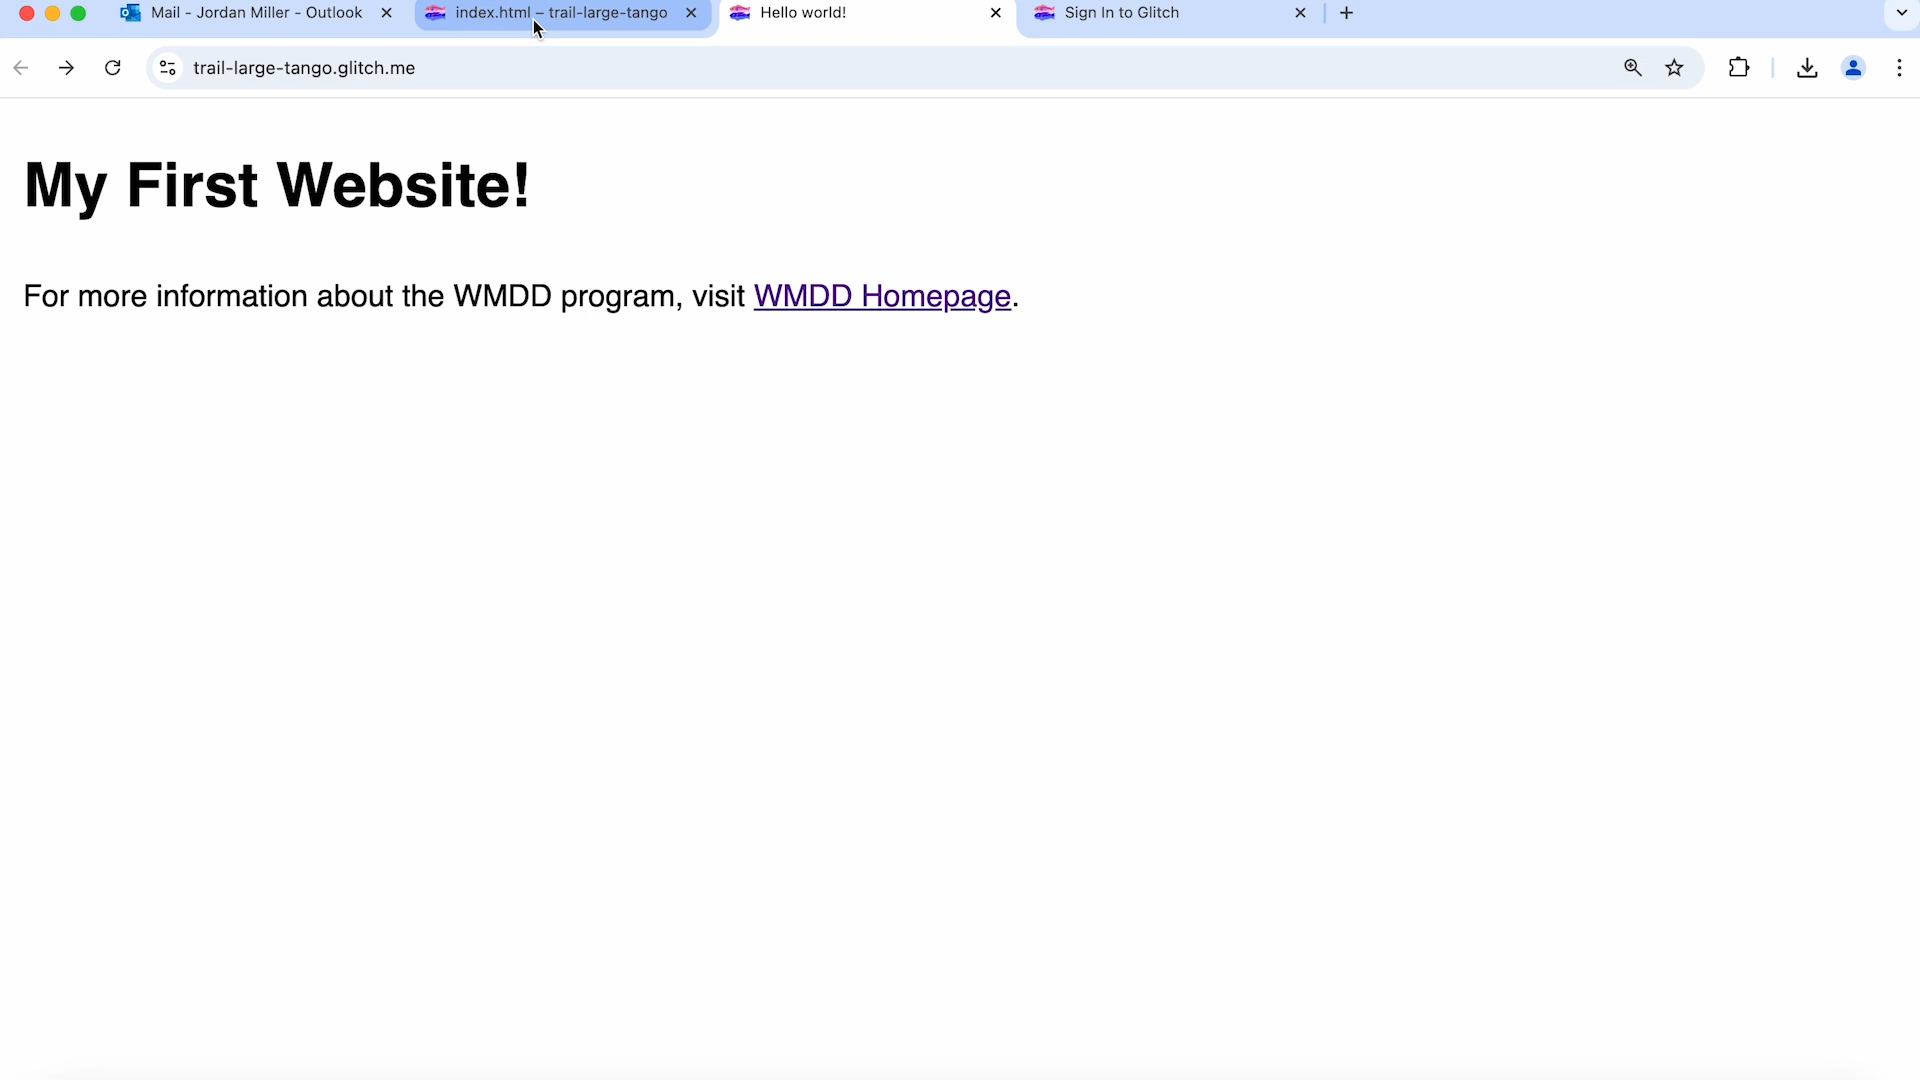 Mail - Jordan Miller - Outlook
index.html – trail-large-tango
Hello world!
Sign In to Glitch
trail-large-tango.glitch.me
My First Website!
For more information about the WMDD program, visit WMDD Homepage.